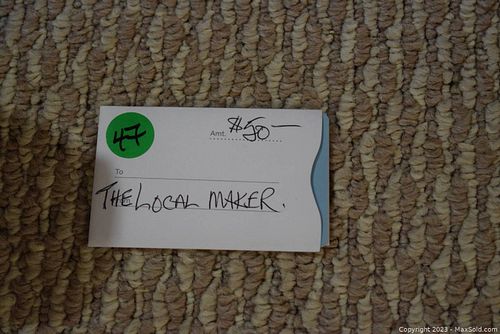 47
Amt. $50—
To
THE LOCAL MAKER.
Copyright 2023 - MaxSold.com